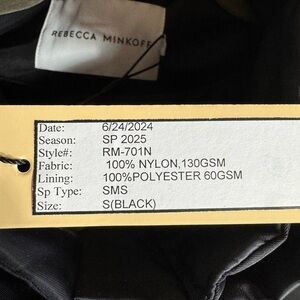 REBECCA MINKOFF
Date: 6/24/2024
Season: SP 2025
Style#: RM-701N
Fabric: 100% NYLON,130GSM
Lining: 100%POLYESTER 60GSM
Sp Type: SMS
Size: S(BLACK)